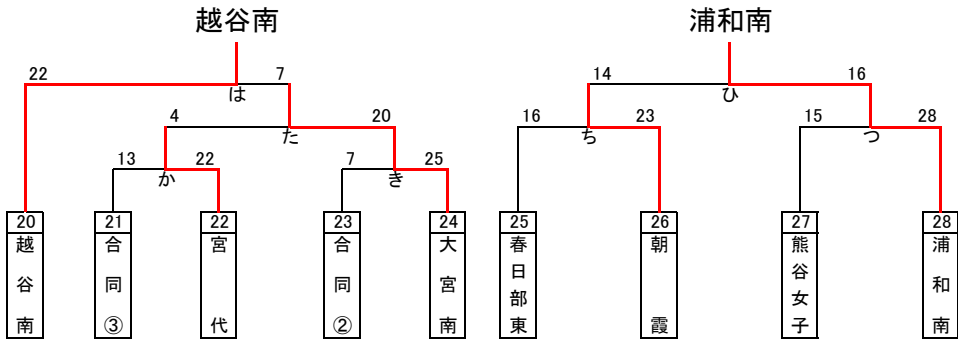 越谷南 浦和南
22 7 14 16
は ひ
4 20 16 23 15 28
た ち つ
13 22 7 25
か き
20 21 22 23 24 25 26 27 28
越谷南 合同③ 宮代 合同② 大宮南 春日部東 朝霞 熊谷女子 浦和南